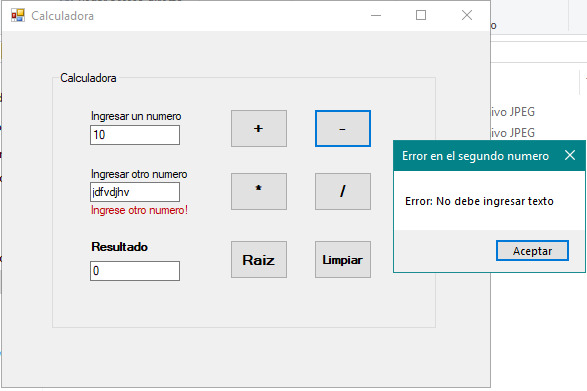 Calculadora
Calculadora
Ingresar un numero
10
+
-
Ingresar otro numero
jdfvdjhv
Ingrese otro numero!
*
/
Resultado
0
Raiz
Limpiar
ivo JPEG
ivo JPEG
Error en el segundo numero
Error: No debe ingresar texto
Aceptar